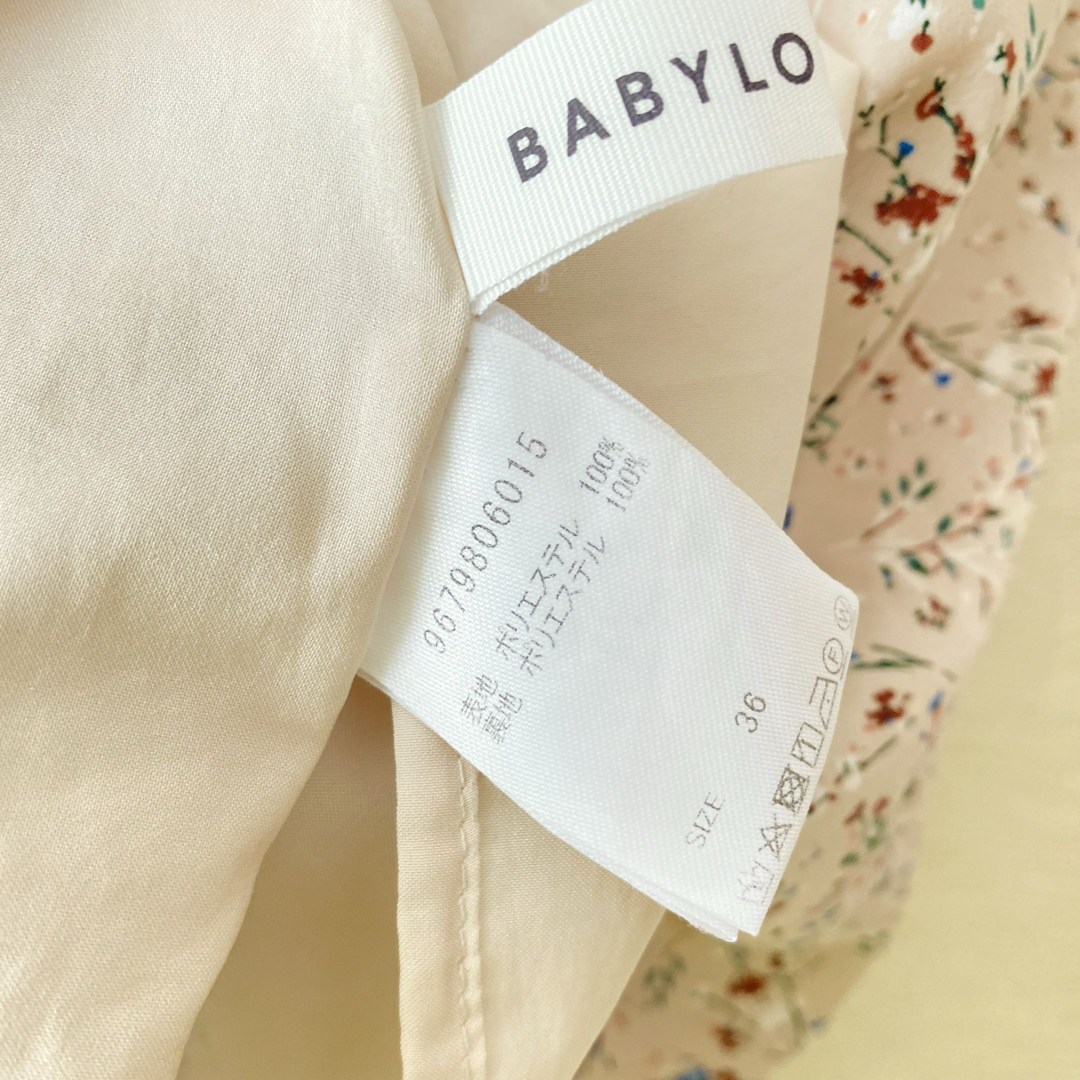 BABYLO
9679806015
表地 ポリエステル 100%
裏地 ポリエステル 100%
SIZE 36
F
W